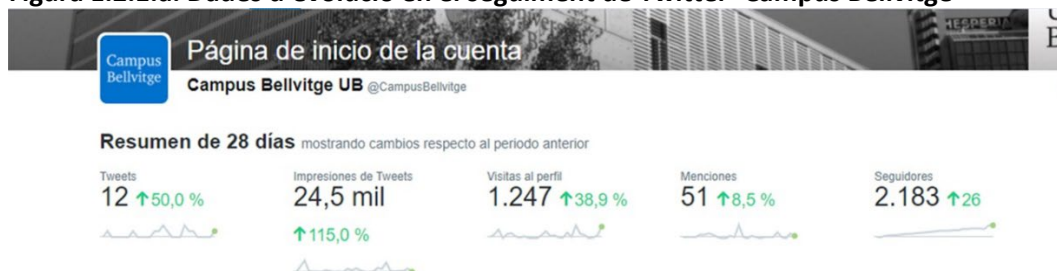 Figura 1.2.2.a. Dades d'evolució en el seguiment de Twitter "Campus Bellvitge"
HESPERIA
Campus
Bellvitge
Página de inicio de la cuenta
Campus Bellvitge UB @CampusBellvitge
Resumen de 28 días mostrando cambios respecto al periodo anterior
Tweets
12 ↑50,0 %
Impresiones de Tweets
24,5 mil
↑115,0 %
Visitas al perfil
1.247 ↑38,9 %
Menciones
51 ↑8,5 %
Seguidores
2.183 ↑26